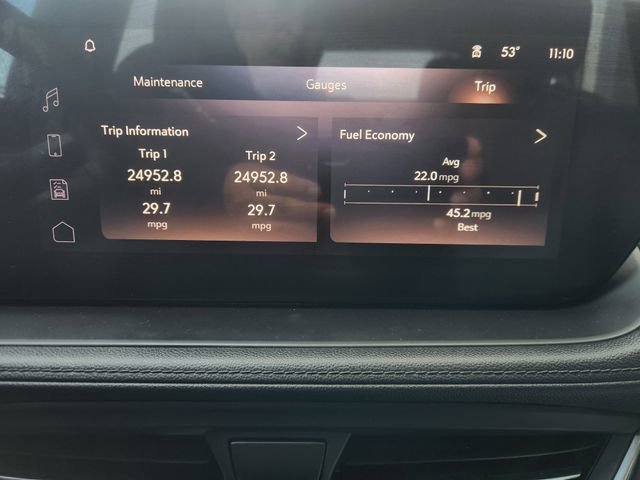 53° 11:10
Maintenance Gauges Trip
Trip Information
Trip 1 Trip 2
24952.8 24952.8
mi mi
29.7 29.7
mpg mpg
Fuel Economy
Avg
22.0 mpg
45.2 mpg
Best